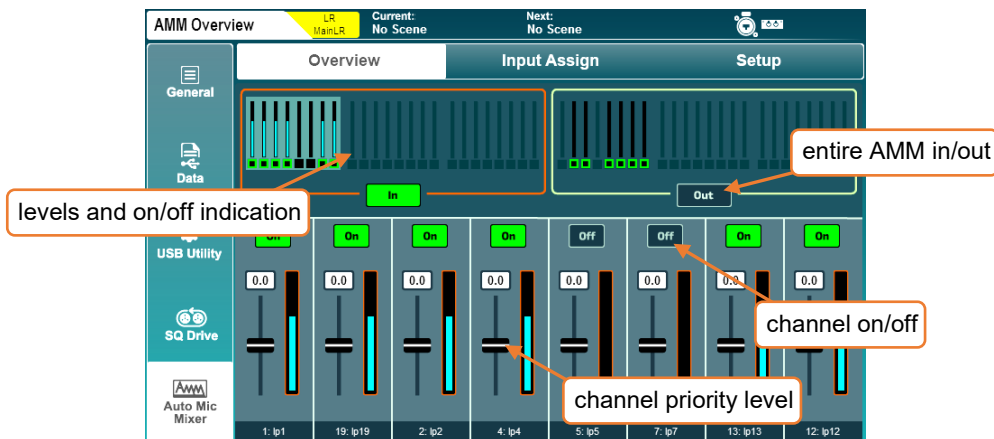 AMM Overview
LR
MainLR
Current:
No Scene
Next:
No Scene
Overview
Input Assign
Setup
General
Data
USB Utility
SQ Drive
Auto Mic
Mixer
In
Out
entire AMM in/out
levels and on/off indication
On
On
On
On
Off
Off
On
On
0.0
0.0
0.0
0.0
0.0
0.0
0.0
0.0
channel on/off
channel priority level
1: Ip1
19: Ip19
2: Ip2
4: Ip4
5: Ip5
7: Ip7
13: Ip13
12: Ip12